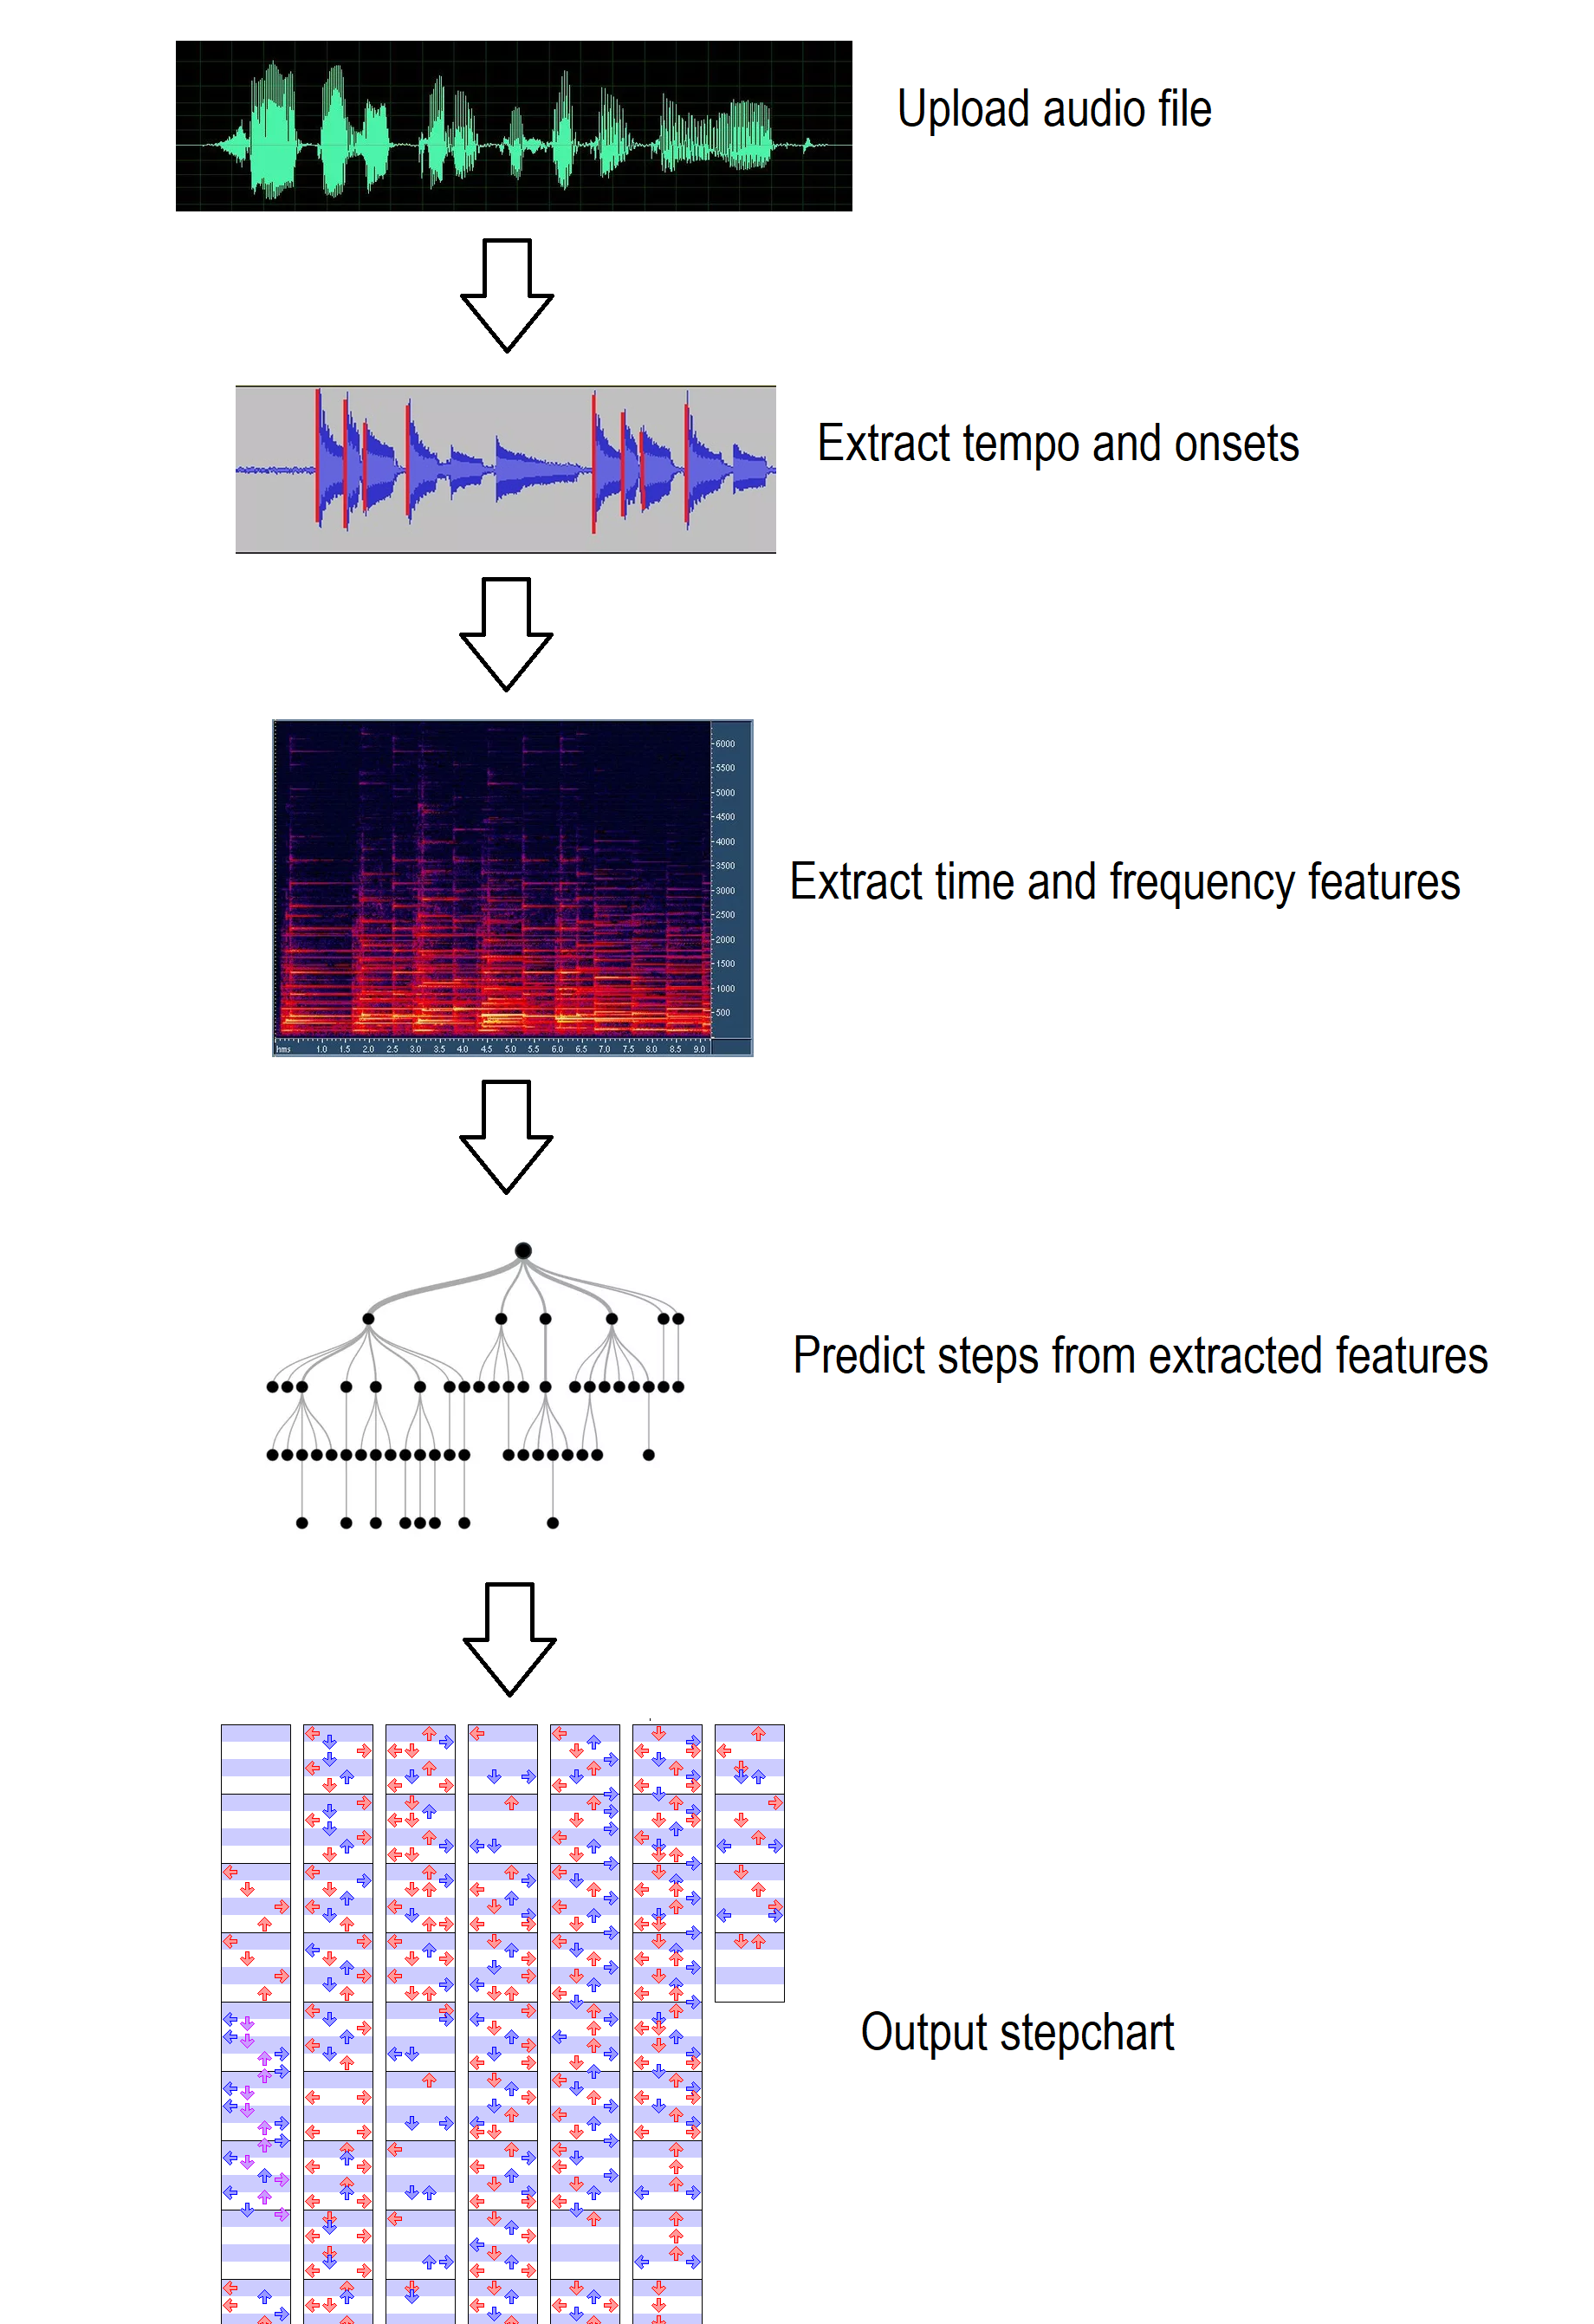 Upload audio file
Extract tempo and onsets
6000
5500
5000
4500
4000
3500
3000
2500
2000
1500
1000
500
hms 1.0 1.5 2.0 2.5 3.0 3.5 4.0 4.5 5.0 5.5 6.0 6.5 7.0 7.5 8.0 8.5 9.0
Extract time and frequency features
Predict steps from extracted features
Output stepchart